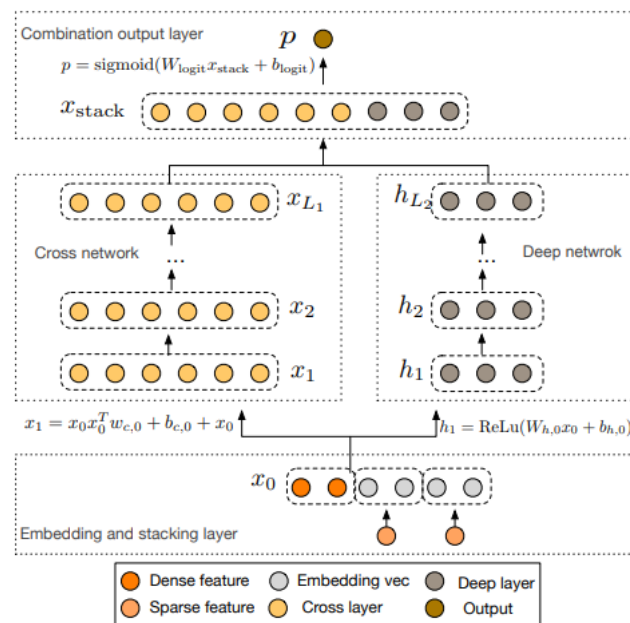 Combination output layer
p
p = sigmoid(W_logit x_stack + b_logit)
x_stack
x_{L_1}
h_{L_2}
Cross network
...
...
Deep netwrok
x_2
h_2
x_1
h_1
x_1 = x_0 x_0^T w_{c,0} + b_{c,0} + x_0
h_1 = ReLu(W_{h,0} x_0 + b_{h,0})
x_0
Embedding and stacking layer
Dense feature
Embedding vec
Deep layer
Sparse feature
Cross layer
Output